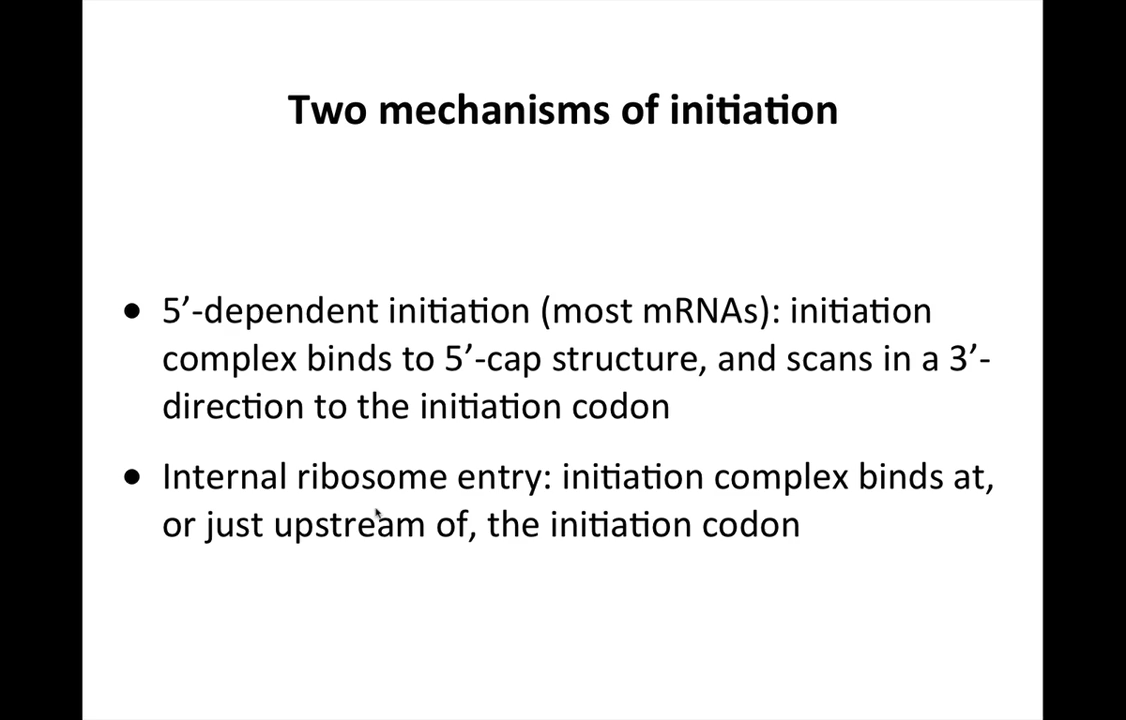 Two mechanisms of initiation
● 5’-dependent initiation (most mRNAs): initiation
complex binds to 5’-cap structure, and scans in a 3’-
direction to the initiation codon
● Internal ribosome entry: initiation complex binds at,
or just upstream of, the initiation codon